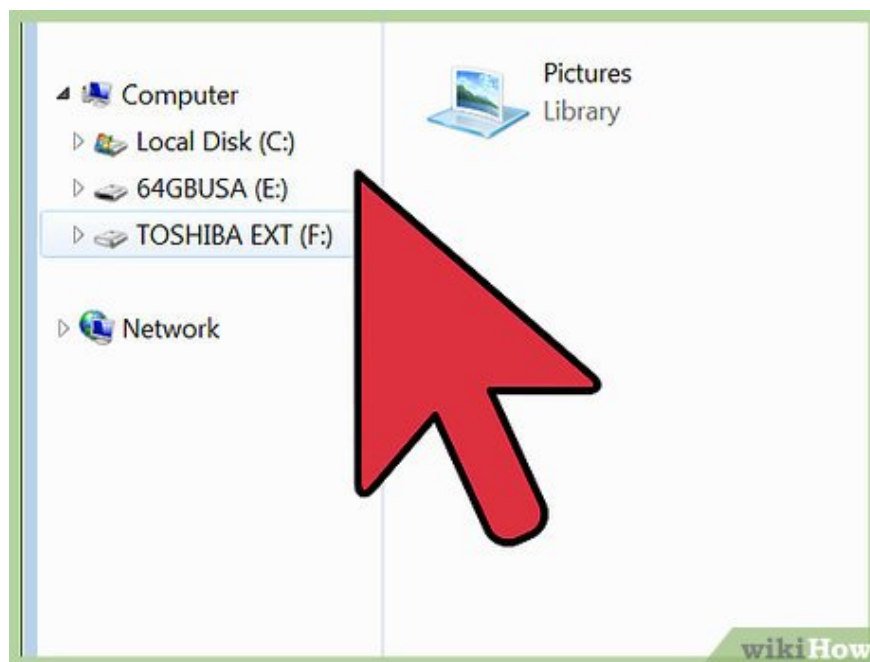 Computer
Local Disk (C:)
64GBUSA (E:)
TOSHIBA EXT (F:)
Network
Pictures
Library
wikiHow